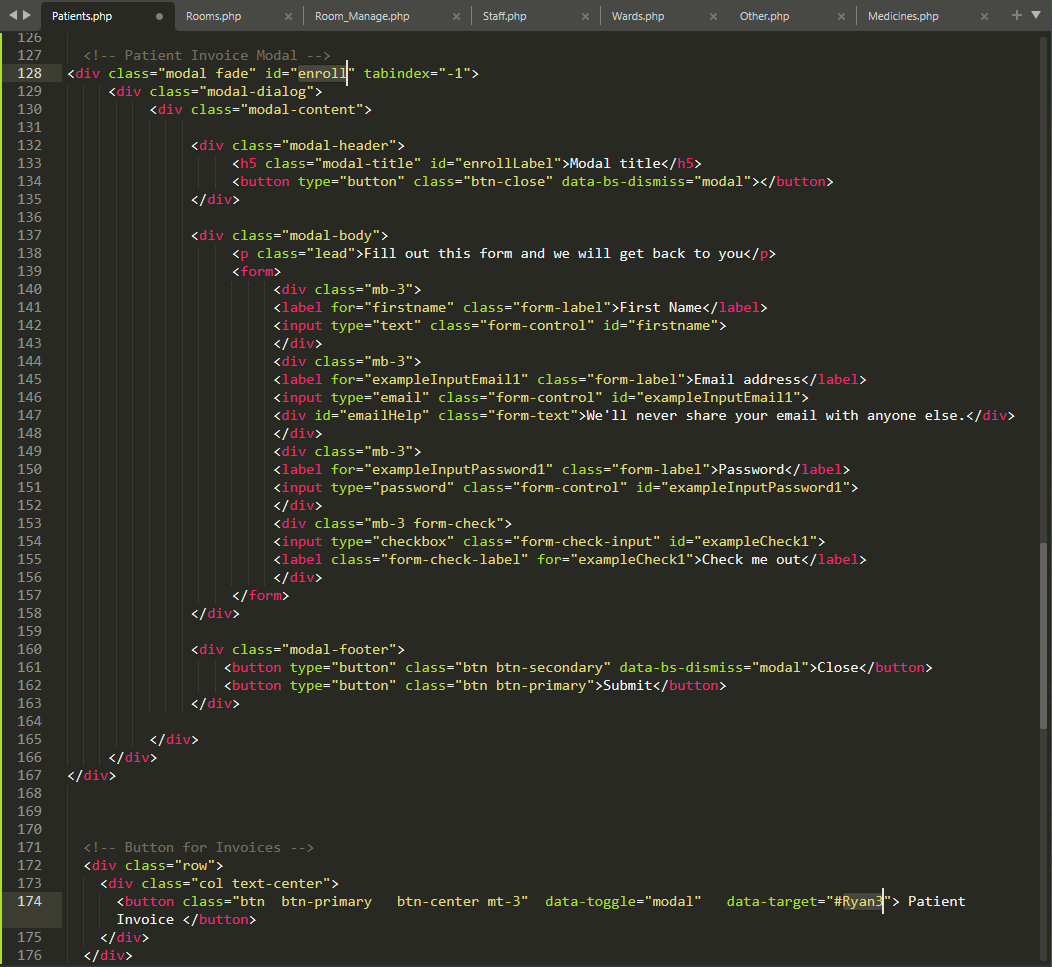 Patients.php Rooms.php Room_Manage.php Staff.php Wards.php Other.php Medicines.php
126
127 <!-- Patient Invoice Modal -->
128 <div class="modal fade" id="enroll" tabindex="-1">
129 <div class="modal-dialog">
130 <div class="modal-content">
131
132 <div class="modal-header">
133 <h5 class="modal-title" id="enrollLabel">Modal title</h5>
134 <button type="button" class="btn-close" data-bs-dismiss="modal"></button>
135 </div>
136
137 <div class="modal-body">
138 <p class="lead">Fill out this form and we will get back to you</p>
139 <form>
140 <div class="mb-3">
141 <label for="firstname" class="form-label">First Name</label>
142 <input type="text" class="form-control" id="firstname">
143 </div>
144 <div class="mb-3">
145 <label for="exampleInputEmail1" class="form-label">Email address</label>
146 <input type="email" class="form-control" id="exampleInputEmail1">
147 <div id="emailHelp" class="form-text">We'll never share your email with anyone else.</div>
148 </div>
149 <div class="mb-3">
150 <label for="exampleInputPassword1" class="form-label">Password</label>
151 <input type="password" class="form-control" id="exampleInputPassword1">
152 </div>
153 <div class="mb-3 form-check">
154 <input type="checkbox" class="form-check-input" id="exampleCheck1">
155 <label class="form-check-label" for="exampleCheck1">Check me out</label>
156 </div>
157 </form>
158 </div>
159
160 <div class="modal-footer">
161 <button type="button" class="btn btn-secondary" data-bs-dismiss="modal">Close</button>
162 <button type="button" class="btn btn-primary">Submit</button>
163 </div>
164
165 </div>
166 </div>
167 </div>
168
169
170
171 <!-- Button for Invoices -->
172 <div class="row">
173 <div class="col text-center">
174 <button class="btn  btn-primary   btn-center mt-3"  data-toggle="modal"   data-target="#Ryan3"> Patient
Invoice </button>
175 </div>
176 </div>